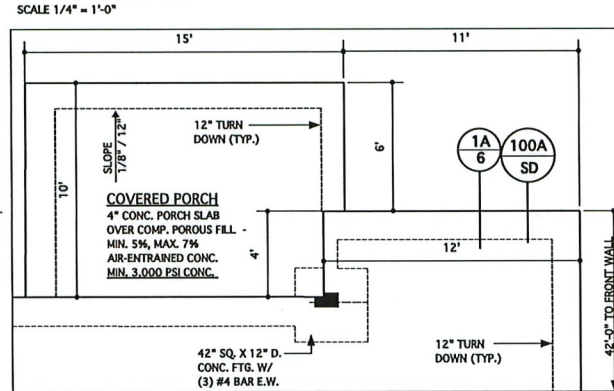 SCALE 1/4" = 1'-0"
15'
11'
SLOPE
1/8" / 12"
12" TURN
DOWN (TYP.)
6'
1A
6
100A
SD
10'
COVERED PORCH
4" CONC. PORCH SLAB
OVER COMP. POROUS FILL -
MIN. 5%, MAX. 7%
AIR-ENTRAINED CONC.
MIN. 3,000 PSI CONC.
4'
12'
42'-0" TO FRONT WALL
42" SQ. X 12" D.
CONC. FTG. W/
(3) #4 BAR E.W.
12" TURN
DOWN (TYP.)